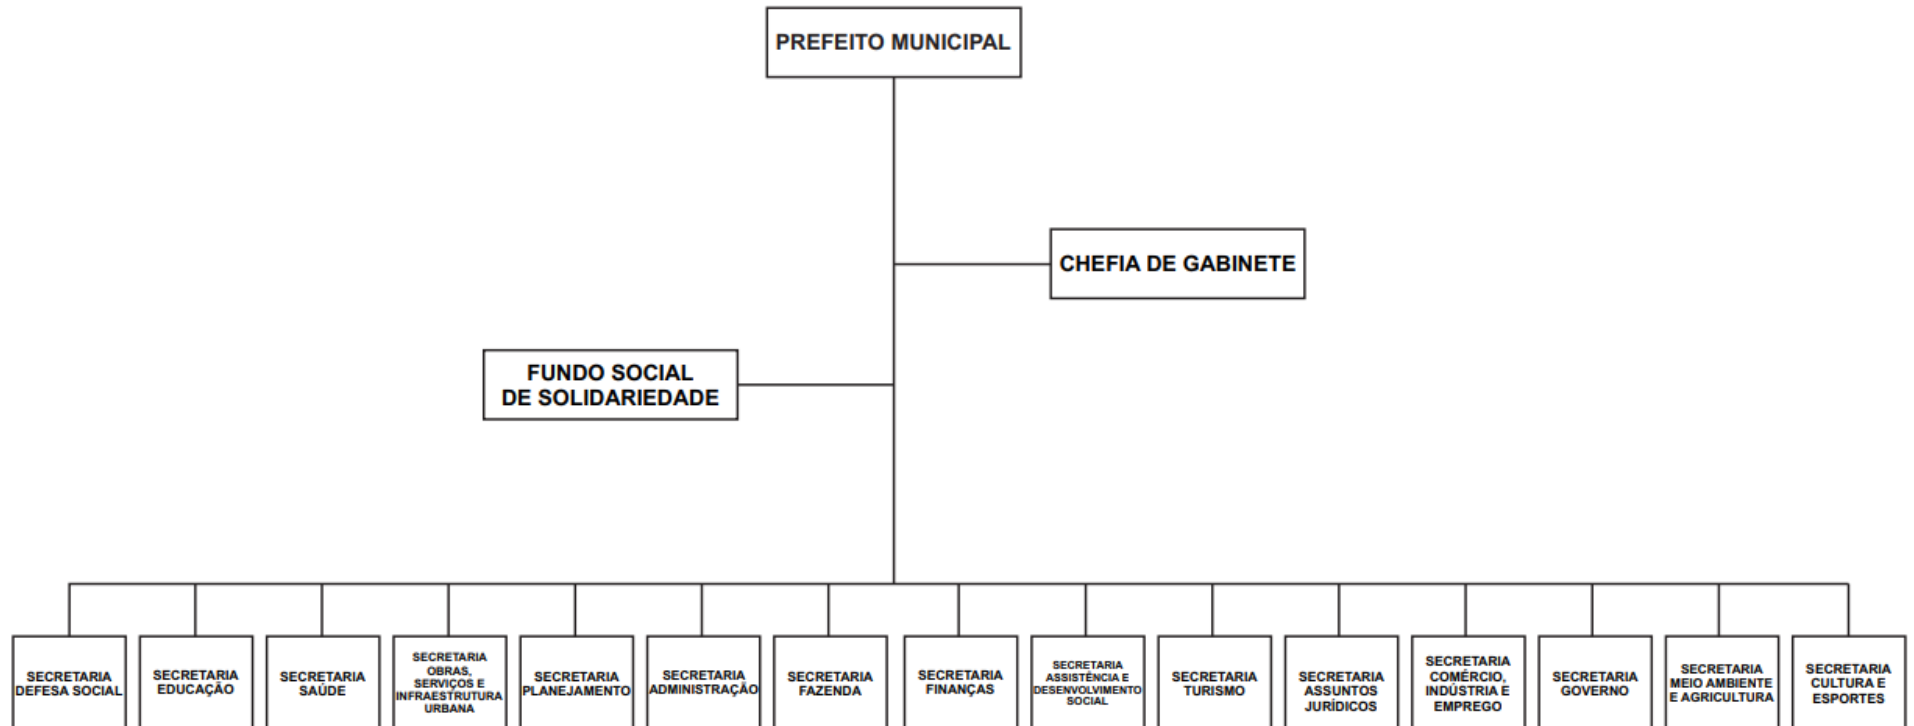 PREFEITO MUNICIPAL
CHEFIA DE GABINETE
FUNDO SOCIAL
DE SOLIDARIEDADE
SECRETARIA
DEFESA SOCIAL
SECRETARIA
EDUCAÇÃO
SECRETARIA
SAÚDE
SECRETARIA
OBRAS,
SERVIÇOS E
INFRAESTRUTURA
URBANA
SECRETARIA
PLANEJAMENTO
SECRETARIA
ADMINISTRAÇÃO
SECRETARIA
FAZENDA
SECRETARIA
FINANÇAS
SECRETARIA
ASSISTÊNCIA E
DESENVOLVIMENTO
SOCIAL
SECRETARIA
TURISMO
SECRETARIA
ASSUNTOS
JURÍDICOS
SECRETARIA
COMÉRCIO,
INDÚSTRIA E
EMPREGO
SECRETARIA
GOVERNO
SECRETARIA
MEIO AMBIENTE
E AGRICULTURA
SECRETARIA
CULTURA E
ESPORTES